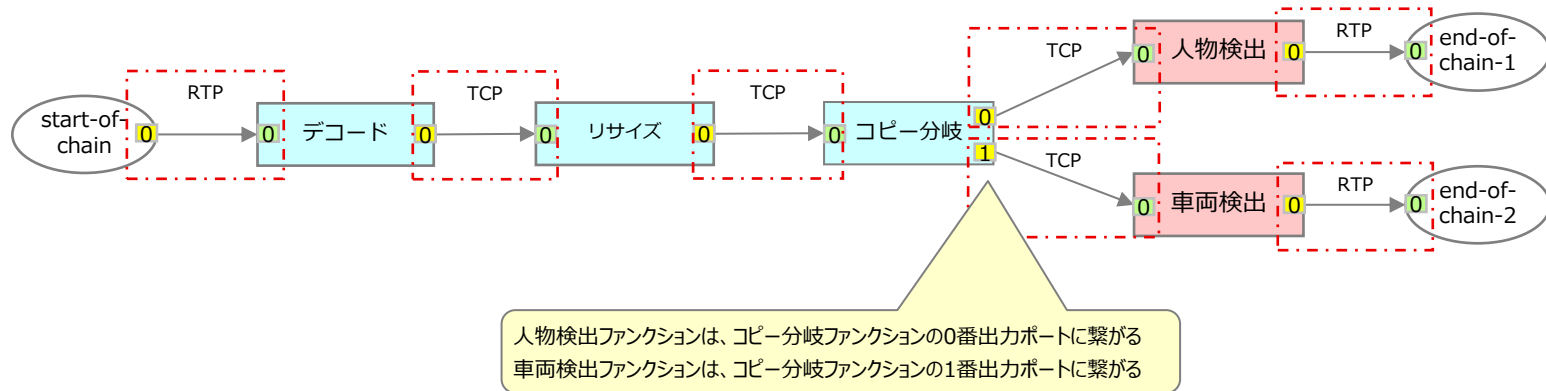 start-of-
chain
0
RTP
0
デコード
0
TCP
0
リサイズ
0
TCP
0
コピー分岐
0
1
TCP
0
人物検出
0
RTP
0
end-of-
chain-1
TCP
0
車両検出
0
RTP
0
end-of-
chain-2
人物検出ファンクションは、コピー分岐ファンクションの0番出力ポートに繋がる
車両検出ファンクションは、コピー分岐ファンクションの1番出力ポートに繋がる